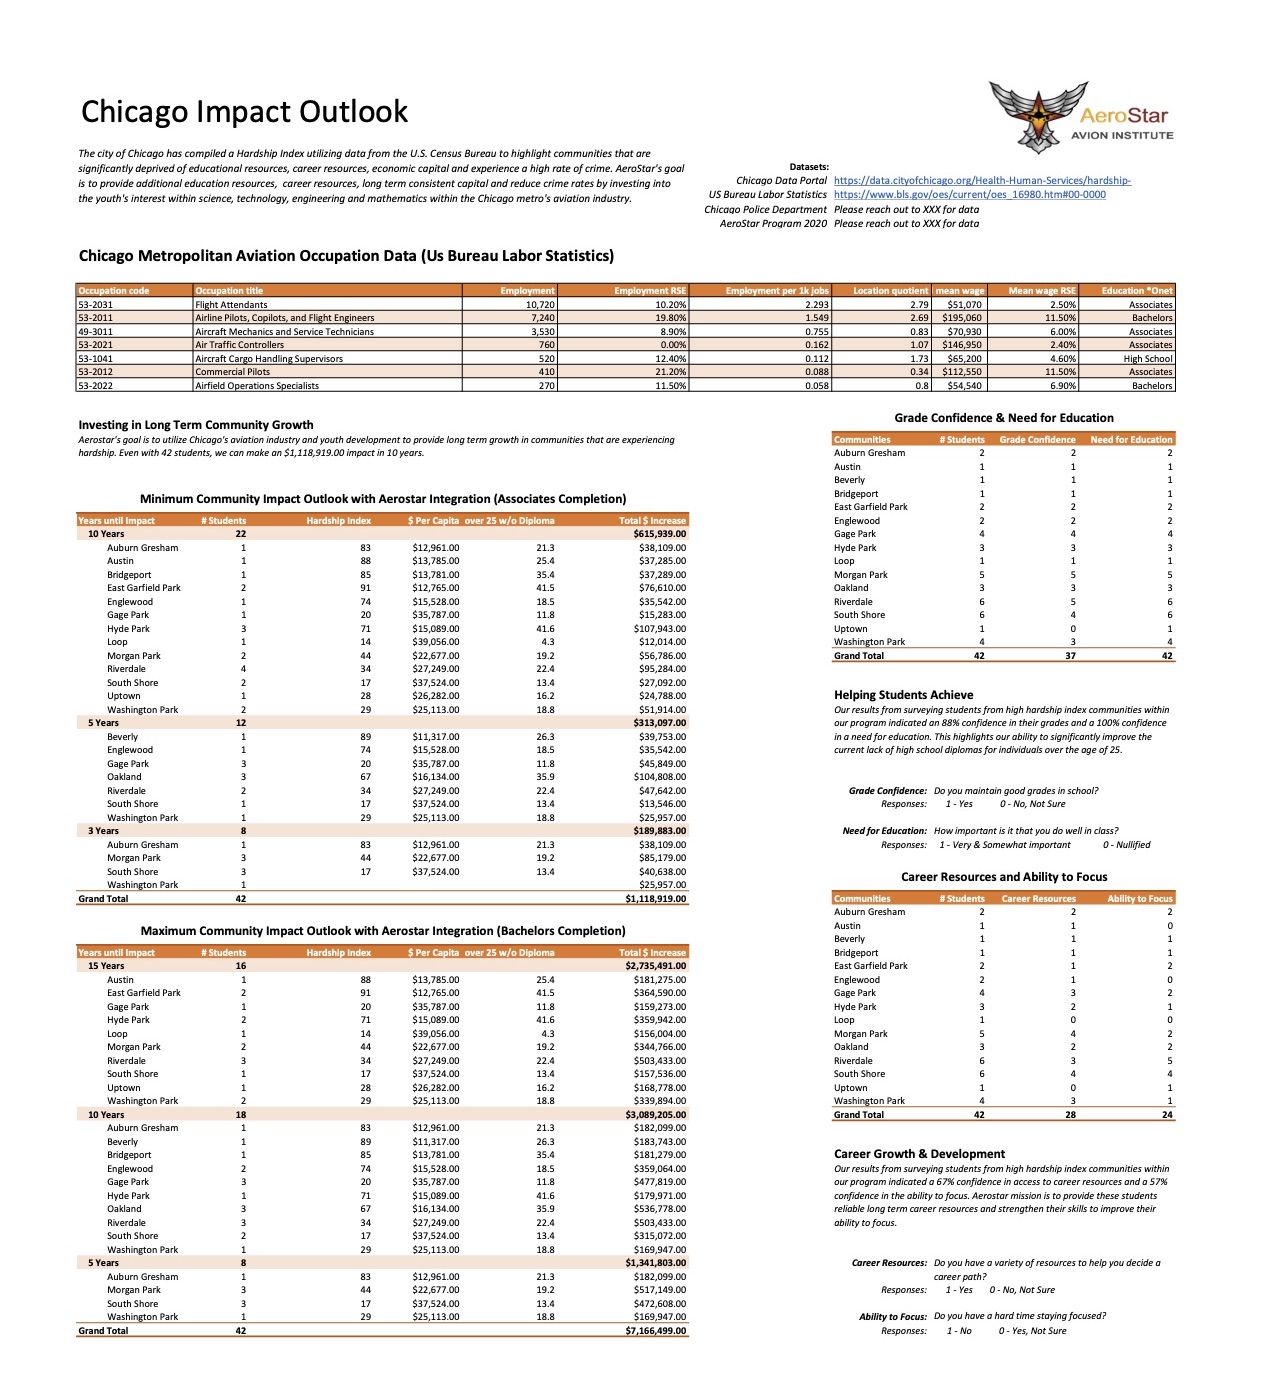 Chicago Impact Outlook
AeroStar
AVION INSTITUTE
The city of Chicago has compiled a Hardship Index utilizing data from the U.S. Census Bureau to highlight communities that are
significantly deprived of educational resources, career resources, economic capital and experience a high rate of crime. AeroStar's goal
is to provide additional education resources, career resources, long term consistent capital and reduce crime rates by investing into
the youth's interest within science, technology, engineering and mathematics within the Chicago metro's aviation industry.
Datasets:
Chicago Data Portal https://data.cityofchicago.org/Health-Human-Services/hardship-
US Bureau Labor Statistics https://www.bls.gov/oes/current/oes_16980.htm#00-0000
Chicago Police Department Please reach out to XXX for data
AeroStar Program 2020 Please reach out to XXX for data
Chicago Metropolitan Aviation Occupation Data (Us Bureau Labor Statistics)
Occupation code Occupation title Employment Employment RSE Employment per 1k jobs Location quotient mean wage Mean wage RSE Education *Onet
53-2031 Flight Attendants 10,720 10.20% 2.293 2.79 $51,070 2.50% Associates
53-2011 Airline Pilots, Copilots, and Flight Engineers 7,240 19.80% 1.549 2.69 $195,060 11.50% Bachelors
49-3011 Aircraft Mechanics and Service Technicians 3,530 8.90% 0.755 0.83 $70,930 6.00% Associates
53-2021 Air Traffic Controllers 760 0.00% 0.162 1.07 $146,950 2.40% Associates
53-1041 Aircraft Cargo Handling Supervisors 520 12.40% 0.112 1.73 $65,200 4.60% High School
53-2012 Commercial Pilots 410 21.20% 0.088 0.34 $112,550 11.50% Associates
53-2022 Airfield Operations Specialists 270 11.50% 0.058 0.8 $54,540 6.90% Bachelors
Investing in Long Term Community Growth
Aerostar's goal is to utilize Chicago's aviation industry and youth development to provide long term growth in communities that are experiencing
hardship. Even with 42 students, we can make an $1,118,919.00 impact in 10 years.
Minimum Community Impact Outlook with Aerostar Integration (Associates Completion)
Years until Impact # Students Hardship Index $ Per Capita over 25 w/o Diploma Total $ Increase
10 Years 22 $615,939.00
Auburn Gresham 1 83 $12,961.00 21.3 $38,109.00
Austin 1 88 $13,785.00 25.4 $37,285.00
Bridgeport 1 85 $13,781.00 35.4 $37,289.00
East Garfield Park 2 91 $12,765.00 41.5 $76,610.00
Englewood 1 74 $15,528.00 18.5 $35,542.00
Gage Park 1 20 $35,787.00 11.8 $15,283.00
Hyde Park 3 71 $15,089.00 41.6 $107,943.00
Loop 1 14 $39,056.00 4.3 $12,014.00
Morgan Park 2 44 $22,677.00 19.2 $56,786.00
Riverdale 4 34 $27,249.00 22.4 $95,284.00
South Shore 2 17 $37,524.00 13.4 $27,092.00
Uptown 1 28 $26,282.00 16.2 $24,788.00
Washington Park 2 29 $25,113.00 18.8 $51,914.00
5 Years 12 $313,097.00
Beverly 1 89 $11,317.00 26.3 $39,753.00
Englewood 1 74 $15,528.00 18.5 $35,542.00
Gage Park 3 20 $35,787.00 11.8 $45,849.00
Oakland 3 67 $16,134.00 35.9 $104,808.00
Riverdale 2 34 $27,249.00 22.4 $47,642.00
South Shore 1 17 $37,524.00 13.4 $13,546.00
Washington Park 1 29 $25,113.00 18.8 $25,957.00
3 Years 8 $189,883.00
Auburn Gresham 1 83 $12,961.00 21.3 $38,109.00
Morgan Park 3 44 $22,677.00 19.2 $85,179.00
South Shore 3 17 $37,524.00 13.4 $40,638.00
Washington Park 1 $25,957.00
Grand Total 42 $1,118,919.00
Maximum Community Impact Outlook with Aerostar Integration (Bachelors Completion)
Years until Impact # Students Hardship Index $ Per Capita over 25 w/o Diploma Total $ Increase
15 Years 16 $2,735,491.00
Austin 1 88 $13,785.00 25.4 $181,275.00
East Garfield Park 2 91 $12,765.00 41.5 $364,590.00
Gage Park 1 20 $35,787.00 11.8 $159,273.00
Hyde Park 2 71 $15,089.00 41.6 $359,942.00
Loop 1 14 $39,056.00 4.3 $156,004.00
Morgan Park 2 44 $22,677.00 19.2 $344,766.00
Riverdale 3 34 $27,249.00 22.4 $503,433.00
South Shore 1 17 $37,524.00 13.4 $157,536.00
Uptown 1 28 $26,282.00 16.2 $168,778.00
Washington Park 2 29 $25,113.00 18.8 $339,894.00
10 Years 18 $3,089,205.00
Auburn Gresham 1 83 $12,961.00 21.3 $182,099.00
Beverly 1 89 $11,317.00 26.3 $183,743.00
Bridgeport 1 85 $13,781.00 35.4 $181,279.00
Englewood 2 74 $15,528.00 18.5 $359,064.00
Gage Park 3 20 $35,787.00 11.8 $477,819.00
Hyde Park 1 71 $15,089.00 41.6 $179,971.00
Oakland 3 67 $16,134.00 35.9 $536,778.00
Riverdale 3 34 $27,249.00 22.4 $503,433.00
South Shore 2 17 $37,524.00 13.4 $315,072.00
Washington Park 1 29 $25,113.00 18.8 $169,947.00
5 Years 8 $1,341,803.00
Auburn Gresham 1 83 $12,961.00 21.3 $182,099.00
Morgan Park 3 44 $22,677.00 19.2 $517,149.00
South Shore 3 17 $37,524.00 13.4 $472,608.00
Washington Park 1 29 $25,113.00 18.8 $169,947.00
Grand Total 42 $7,166,499.00
Grade Confidence & Need for Education
Communities # Students Grade Confidence Need for Education
Auburn Gresham 2 2 2
Austin 1 1 1
Beverly 1 1 1
Bridgeport 1 1 1
East Garfield Park 2 2 2
Englewood 2 2 2
Gage Park 4 4 4
Hyde Park 3 3 3
Loop 1 1 1
Morgan Park 5 5 5
Oakland 3 3 3
Riverdale 6 5 6
South Shore 6 4 6
Uptown 1 0 1
Washington Park 4 3 4
Grand Total 42 37 42
Helping Students Achieve
Our results from surveying students from high hardship index communities within
our program indicated an 88% confidence in their grades and a 100% confidence
in a need for education. This highlights our ability to significantly improve the
current lack of high school diplomas for individuals over the age of 25.
Grade Confidence: Do you maintain good grades in school?
Responses: 1 - Yes 0 - No, Not Sure
Need for Education: How important is it that you do well in class?
Responses: 1 - Very & Somewhat important 0 - Nullified
Career Resources and Ability to Focus
Communities # Students Career Resources Ability to Focus
Auburn Gresham 2 2 2
Austin 1 1 0
Beverly 1 1 1
Bridgeport 1 1 1
East Garfield Park 2 1 2
Englewood 2 1 0
Gage Park 4 3 2
Hyde Park 3 2 1
Loop 1 0 0
Morgan Park 5 4 2
Oakland 3 2 2
Riverdale 6 3 5
South Shore 6 4 4
Uptown 1 0 1
Washington Park 4 3 1
Grand Total 42 28 24
Career Growth & Development
Our results from surveying students from high hardship index communities within
our program indicated a 67% confidence in access to career resources and a 57%
confidence in the ability to focus. Aerostar mission is to provide these students
reliable long term career resources and strengthen their skills to improve their
ability to focus.
Career Resources: Do you have a variety of resources to help you decide a
career path?
Responses: 1 - Yes 0 - No, Not Sure
Ability to Focus: Do you have a hard time staying focused?
Responses: 1 - No 0 - Yes, Not Sure